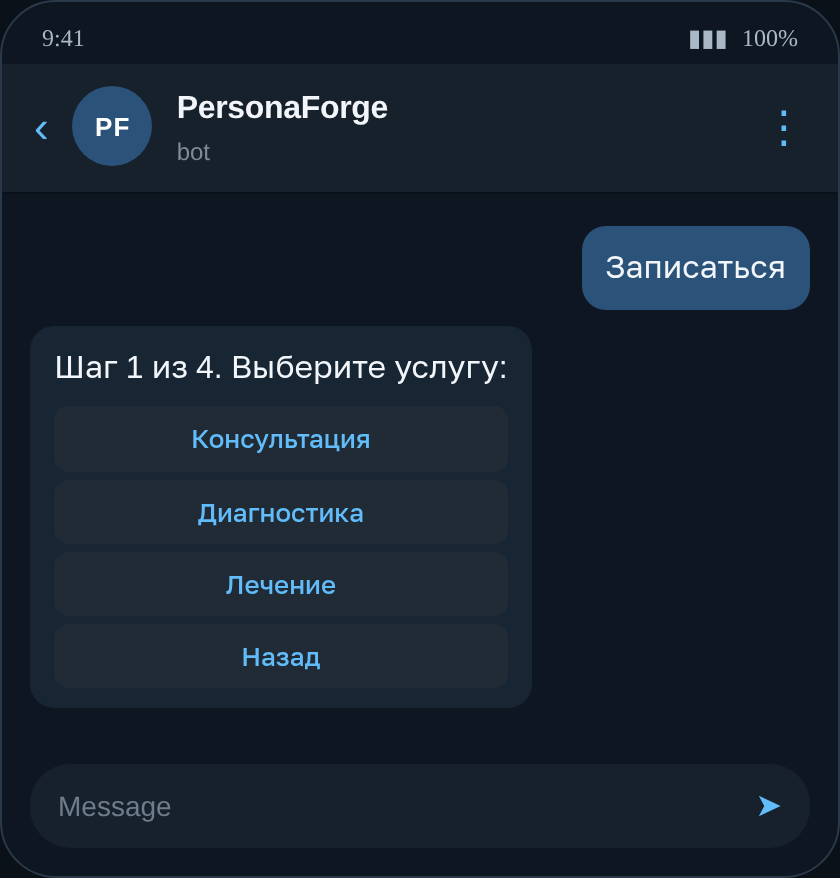 9:41
100%
‹
PF
PersonaForge
bot
Записаться
Шаг 1 из 4. Выберите услугу:
Консультация
Диагностика
Лечение
Назад
Message